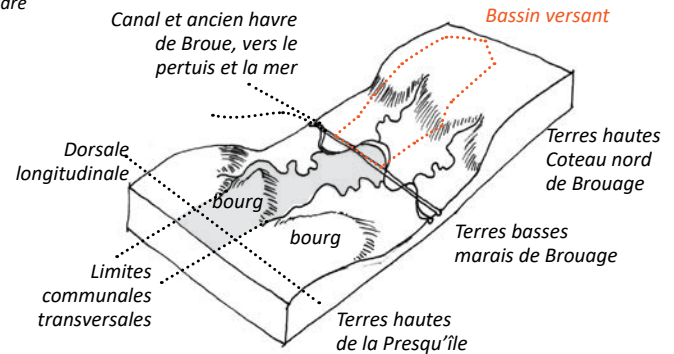 Canal et ancien havre
de Broue, vers le
pertuis et la mer
Bassin versant
Dorsale
longitudinale
Terres hautes
Coteau nord
de Brouage
bourg
bourg
Terres basses
marais de Brouage
Limites
communales
transversales
Terres hautes
de la Presqu'île